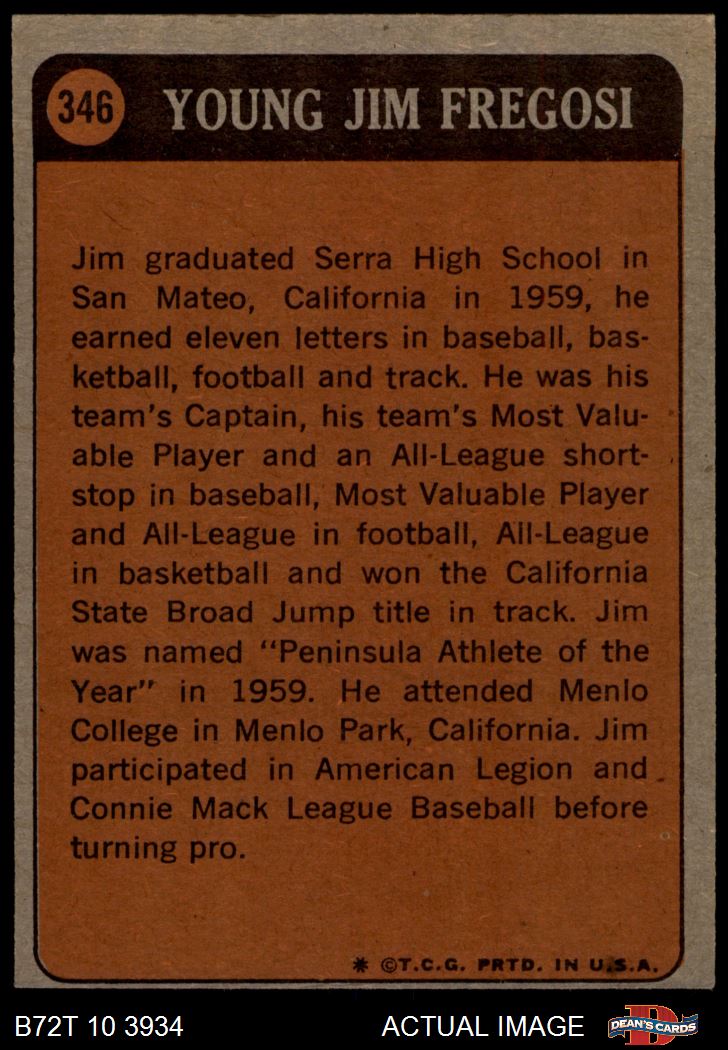 346 YOUNG JIM FREGOSI
Jim graduated Serra High School in
San Mateo, California in 1959, he
earned eleven letters in baseball, bas-
ketball, football and track. He was his
team's Captain, his team's Most Valu-
able Player and an All-League short-
stop in baseball, Most Valuable Player
and All-League in football, All-League
in basketball and won the California
State Broad Jump title in track. Jim
was named "Peninsula Athlete of the
Year" in 1959. He attended Menlo
College in Menlo Park, California. Jim
participated in American Legion and
Connie Mack League Baseball before
turning pro.
* ©T.C.G. PRTD. IN U.S.A.
B72T 10 3934 ACTUAL IMAGE D DEAN'S CARDS